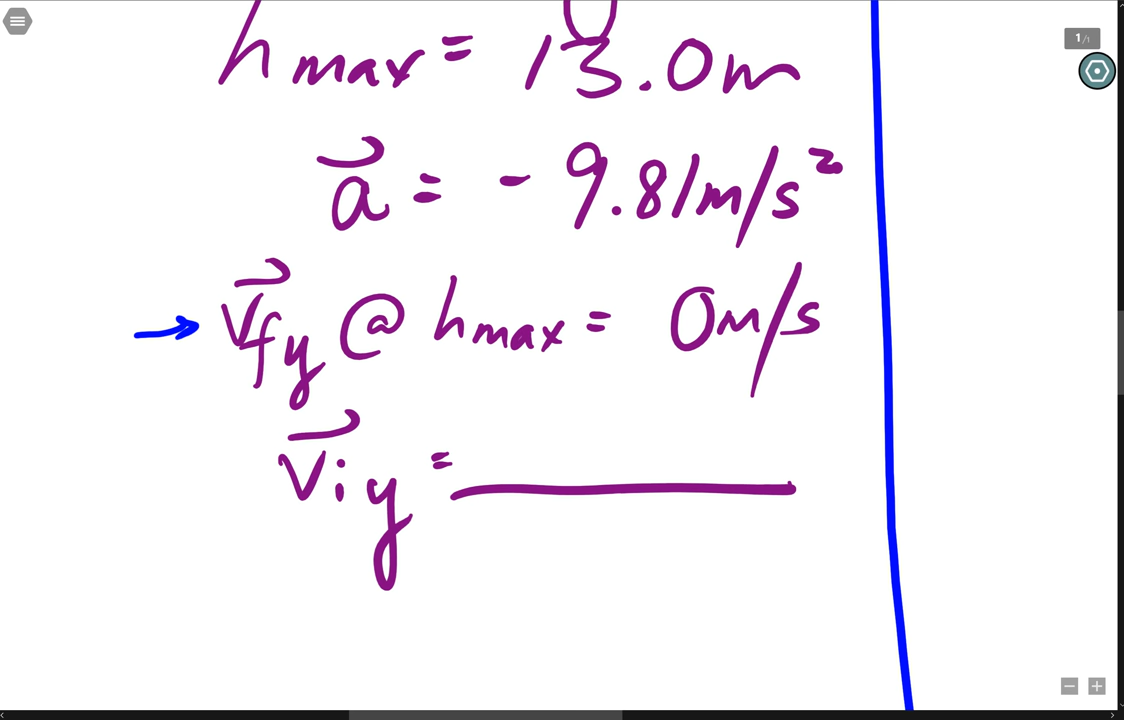 1/1
hmax = 13.0m
a = - 9.81m/s²
Vfy @ hmax = 0m/s
Viy =